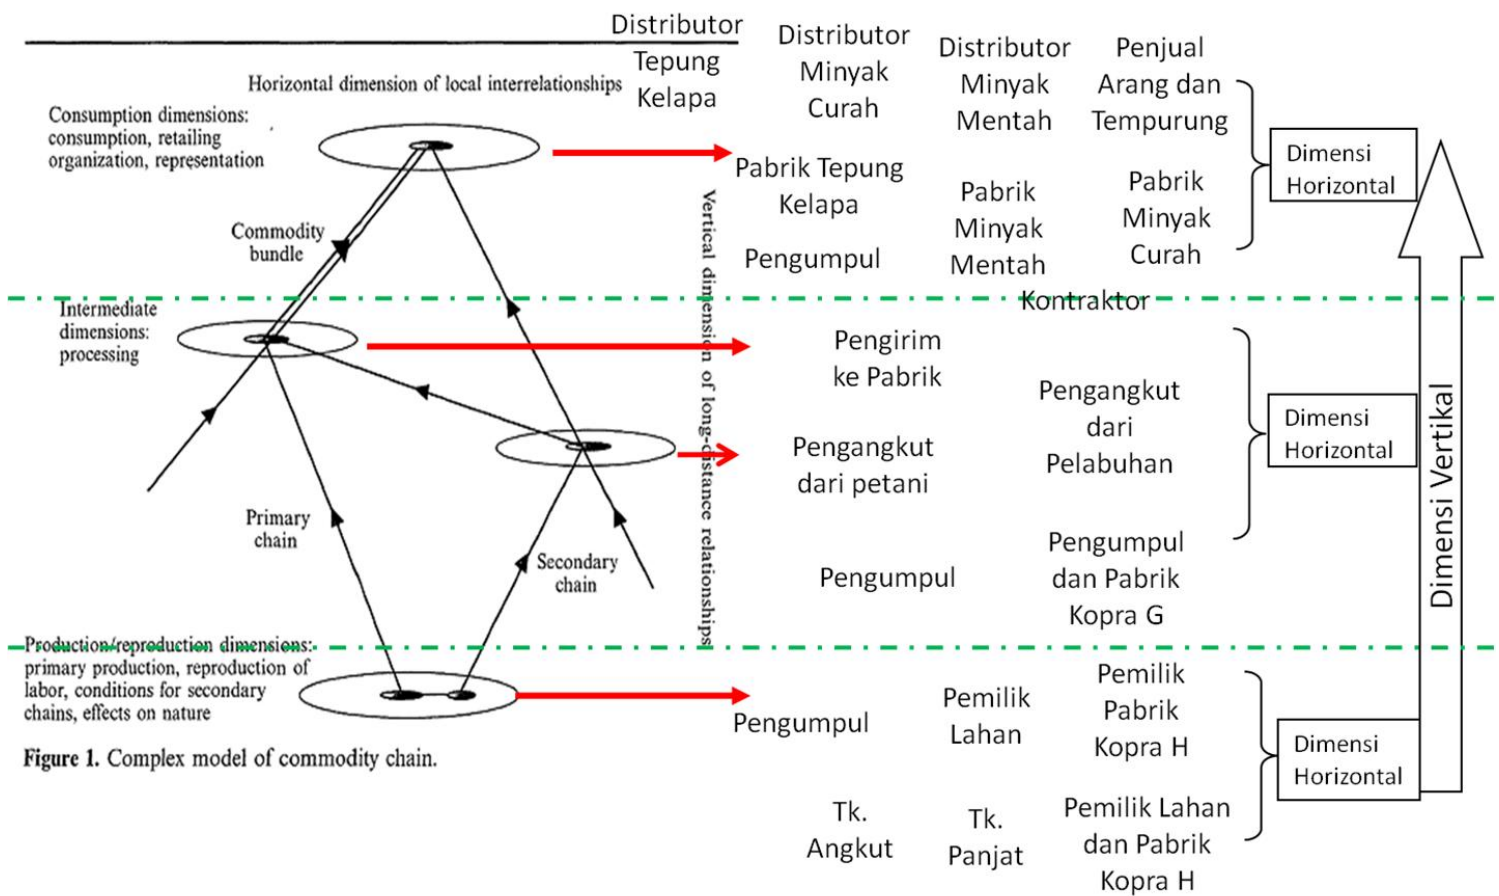 Horizontal dimension of local interrelationships
Consumption dimensions:
consumption, retailing
organization, representation
Commodity
bundle
Intermediate
dimensions:
processing
Primary
chain
Secondary
chain
Production/reproduction dimensions:
primary production, reproduction of
labor, conditions for secondary
chains, effects on nature
Vertical dimension of long-distance relationships
Figure 1. Complex model of commodity chain.
Distributor
Tepung
Kelapa
Distributor
Minyak
Curah
Distributor
Minyak
Mentah
Penjual
Arang dan
Tempurung
Pabrik Tepung
Kelapa
Pengumpul
Pabrik
Minyak
Mentah
Pabrik
Minyak
Curah
Dimensi
Horizontal
Kontraktor
Pengirim
ke Pabrik
Pengangkut
dari
Pelabuhan
Pengangkut
dari petani
Pengumpul
Pengumpul
dan Pabrik
Kopra G
Dimensi
Horizontal
Pengumpul
Pemilik
Lahan
Pemilik
Pabrik
Kopra H
Tk.
Angkut
Tk.
Panjat
Pemilik Lahan
dan Pabrik
Kopra H
Dimensi
Horizontal
Dimensi Vertikal